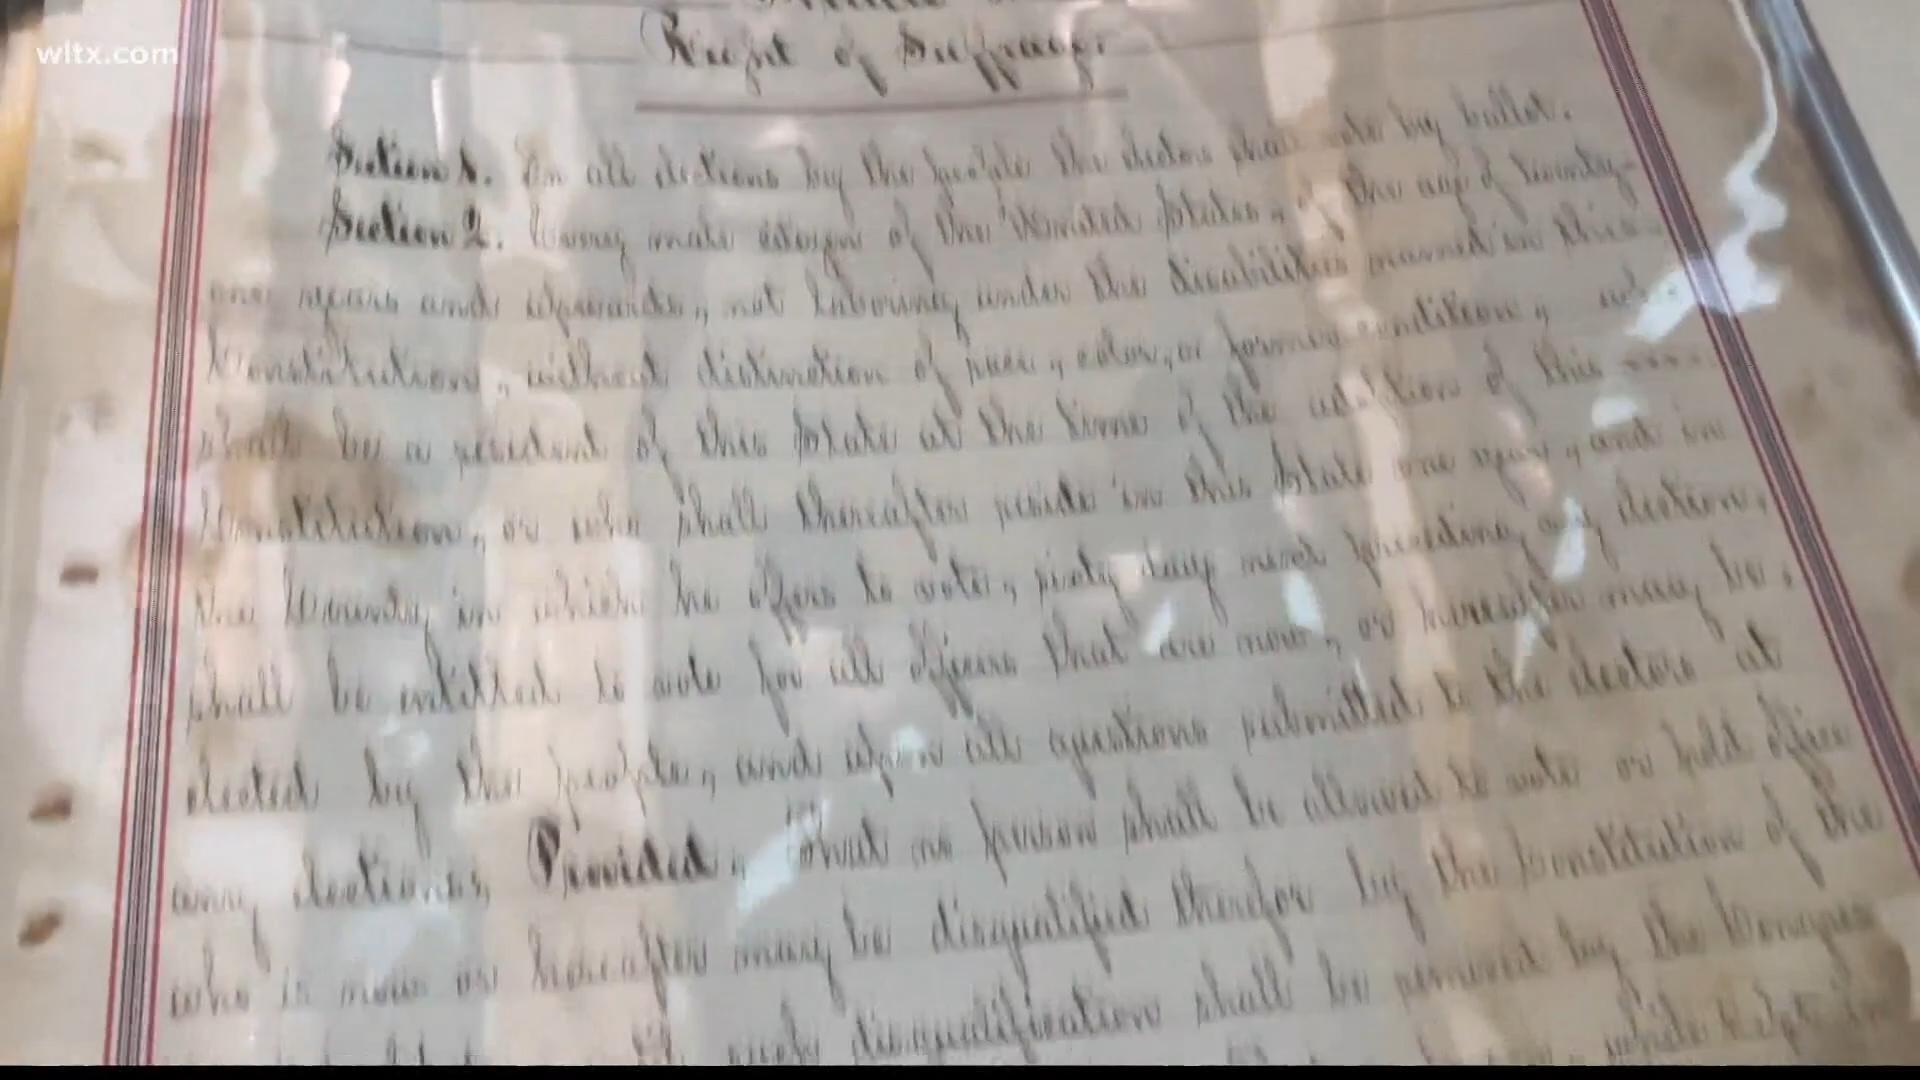 wltx.com
Right of Suffrage
Section 1. In all elections by the people the electors shall vote by ballot.
Section 2. Every male citizen of the United States, of the age of twenty-
one years and upwards, not laboring under the disabilities named in this
Constitution, without distinction of race, color, or former condition,
shall be a resident of this State at the time of the adoption of this
Constitution, or who shall thereafter reside in this State one year, and in
the County in which he offers to vote, sixty days next preceding any election,
shall be entitled to vote for all officers that are now, or hereafter may be,
elected by the people, and upon all questions submitted to the electors at
any elections, Provided, That no person shall be allowed to vote or hold office
who is now or hereafter may be disqualified therefor by the Constitution of the
such disqualification shall be removed by the Congress
while kept in